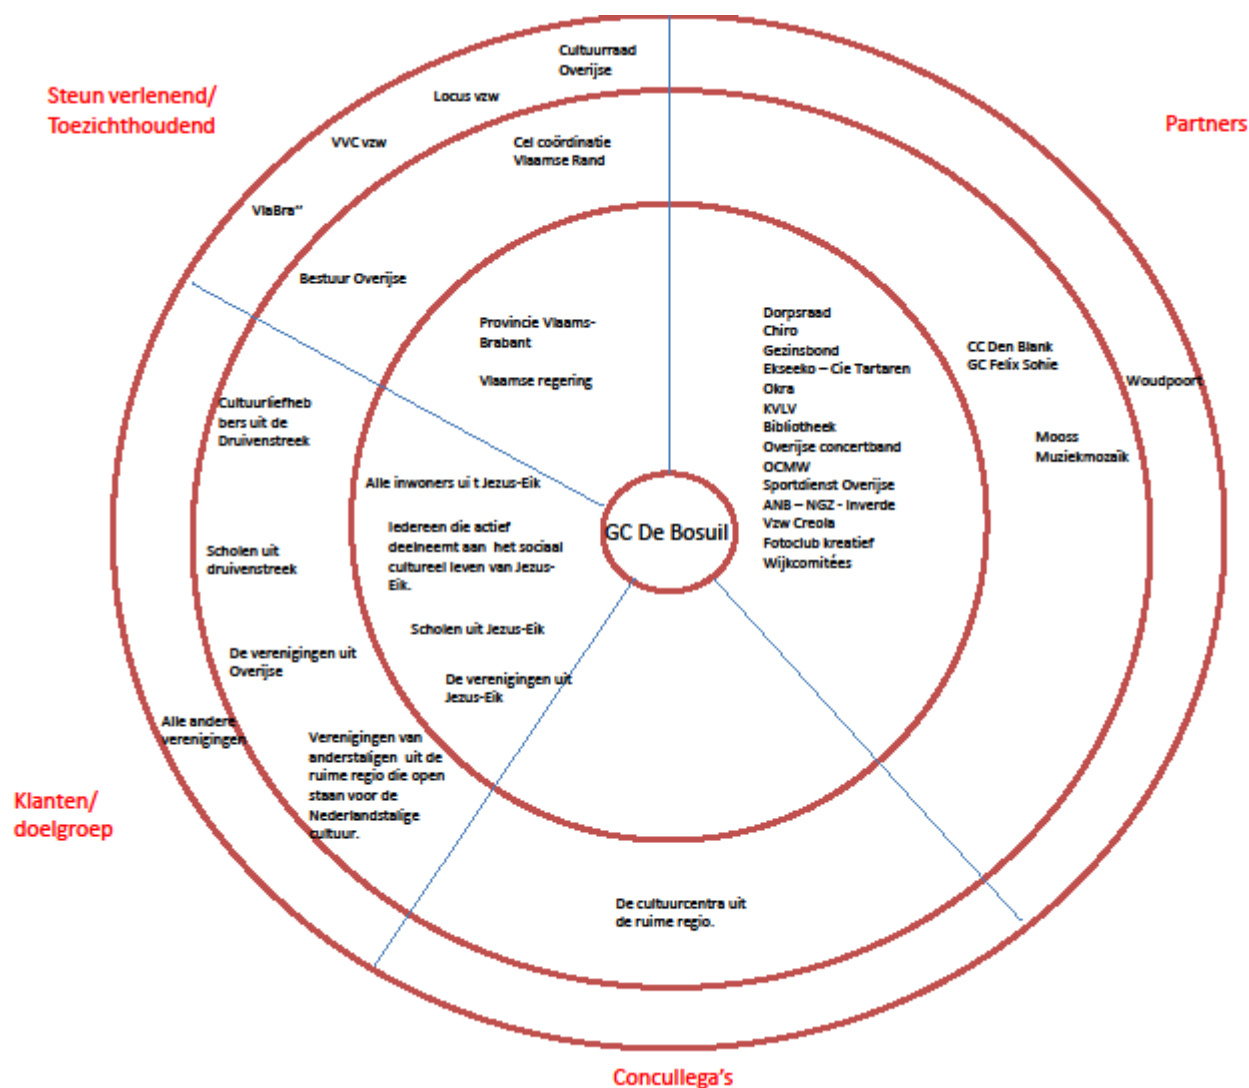 Cultuurraad
Overijse
Steun verlenend/
Toezichthoudend
Locus vzw
Partners
VVC vzw
Cel coördinatie
Vlaamse Rand
VlaBra"
Bestuur Overijse
Provincie Vlaams-
Brabant
Vlaamse regering
Dorpsraad
Chiro
Gezinsbond
Ekseeko – Cie Tartaren
Okra
KVLV
Bibliotheek
Overijse concertband
OCMW
Sportdienst Overijse
ANB – NGZ - Inverde
Vzw Creola
Fotoclub kreatief
Wijkcomitées
CC Den Blank
GC Felix Sohie
Woudpoort
Mooss
Muziekmozaïk
Cultuurliefheb
bers uit de
Druivenstreek
Alle inwoners ui t Jezus-Eik
GC De Bosuil
Iedereen die actief
deelneemt aan  het sociaal
cultureel leven van Jezus-
Eik.
Scholen uit
druivenstreek
Scholen uit Jezus-Eik
De verenigingen uit
Overijse
De verenigingen uit
Jezus-Eik
Alle andere
verenigingen
Verenigingen van
anderstaligen  uit de
ruime regio die open
staan voor de
Nederlandstalige
cultuur.
Klanten/
doelgroep
De cultuurcentra uit
de ruime regio.
Concullega's